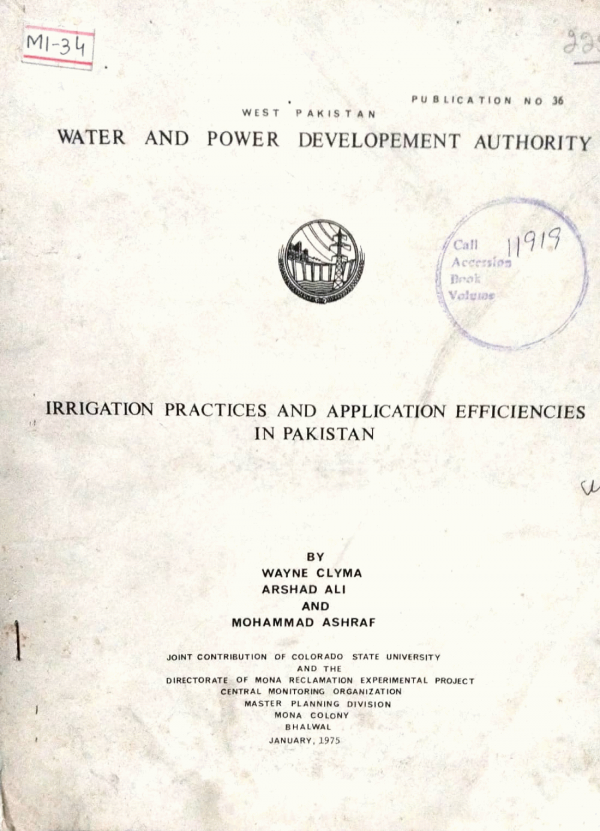 MI-34
PUBLICATION NO 36
WEST PAKISTAN
WATER AND POWER DEVELOPEMENT AUTHORITY
Call 11919
Accession
Book
Volume
IRRIGATION PRACTICES AND APPLICATION EFFICIENCIES
IN PAKISTAN
BY
WAYNE CLYMA
ARSHAD ALI
AND
MOHAMMAD ASHRAF
JOINT CONTRIBUTION OF COLORADO STATE UNIVERSITY
AND THE
DIRECTORATE OF MONA RECLAMATION EXPERIMENTAL PROJECT
CENTRAL MONITORING ORGANIZATION
MASTER PLANNING DIVISION
MONA COLONY
BHALWAL
JANUARY, 1975